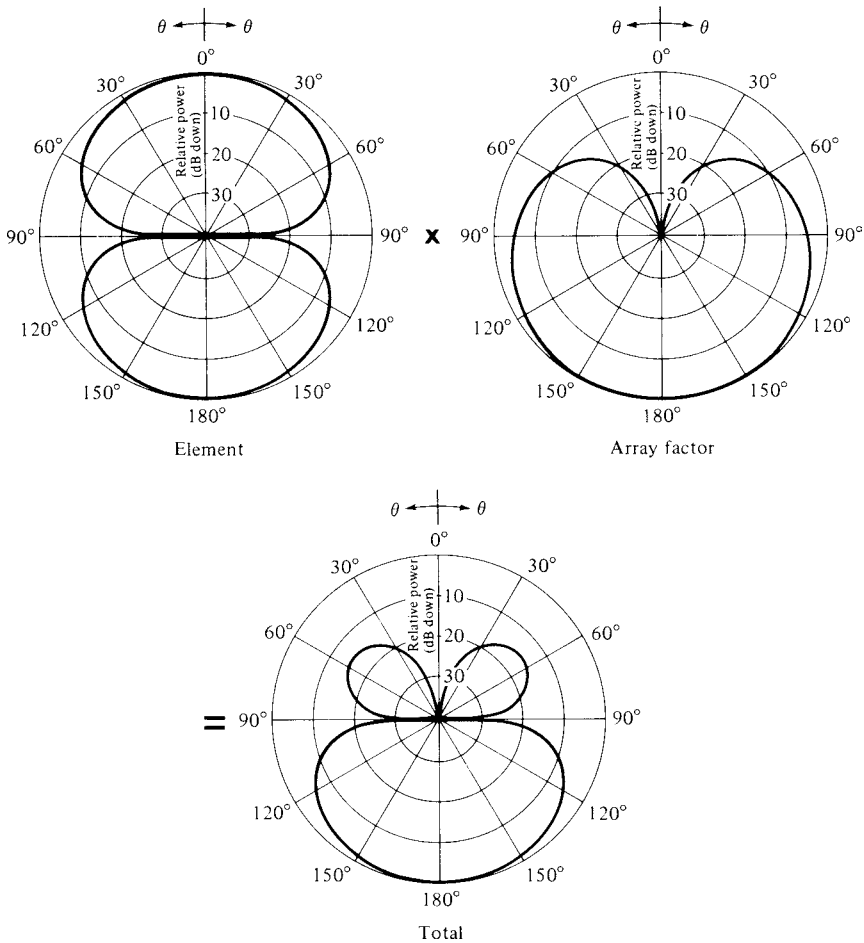 θ θ
0°
30° 30°
60° 60°
90° 90°
120° 120°
150° 150°
180°
Relative power
(dB down)
10
20
30
Element
x
θ θ
0°
30° 30°
60° 60°
90° 90°
120° 120°
150° 150°
180°
Relative power
(dB down)
10
20
30
Array factor
=
θ θ
0°
30° 30°
60° 60°
90° 90°
120° 120°
150° 150°
180°
Relative power
(dB down)
10
20
30
Total